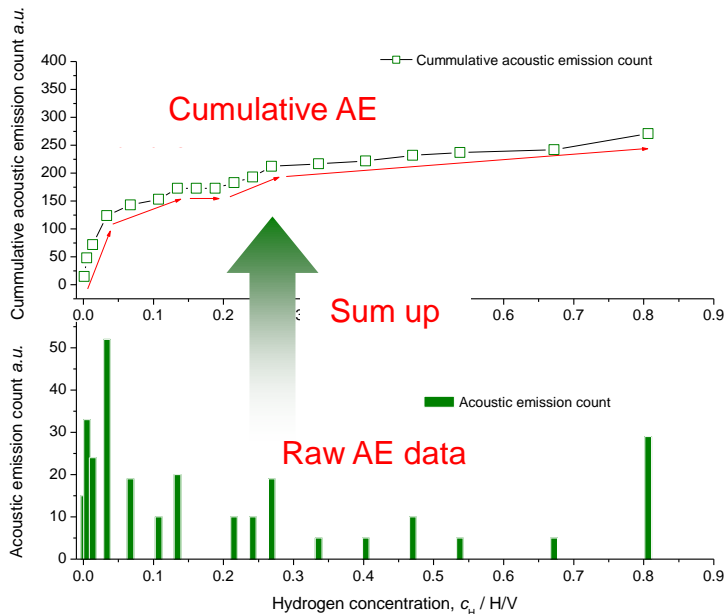 Cummulative acoustic emission count a.u.
400
350
300
250
200
150
100
50
0
Cummulative acoustic emission count
Cumulative AE
0.0 0.1 0.2 0.3 0.4 0.5 0.6 0.7 0.8 0.9
Sum up
Acoustic emission count a.u.
50
40
30
20
10
0
Acoustic emission count
Raw AE data
0.0 0.1 0.2 0.3 0.4 0.5 0.6 0.7 0.8 0.9
Hydrogen concentration, cH / H/V